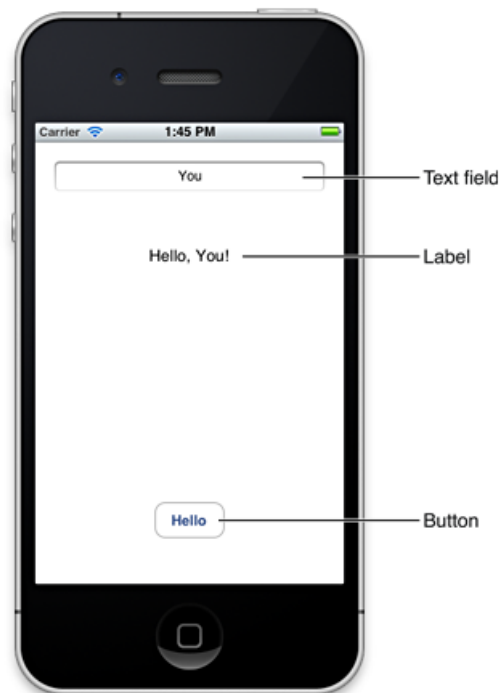 Carrier 1:45 PM
You
Text field
Hello, You!
Label
Hello
Button